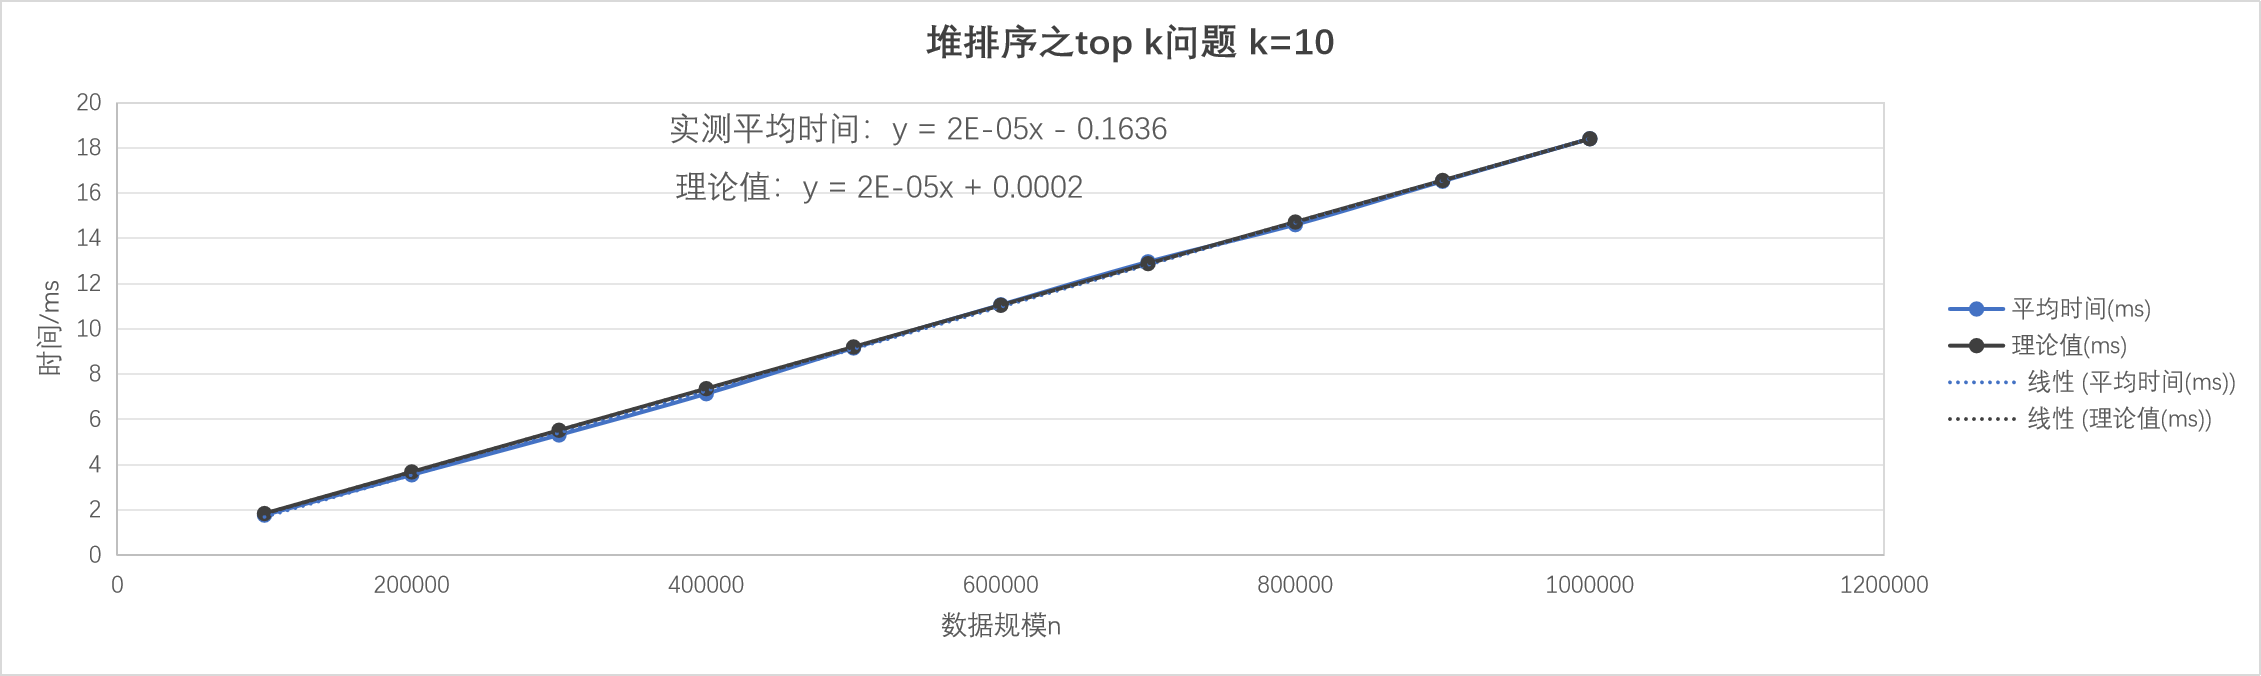 堆排序之top k问题 k=10
20
18
16
14
12
10
8
6
4
2
0
时间/ms
实测平均时间：y = 2E-05x - 0.1636
理论值：y = 2E-05x + 0.0002
0 200000 400000 600000 800000 1000000 1200000
数据规模n
平均时间(ms)
理论值(ms)
线性 (平均时间(ms))
线性 (理论值(ms))